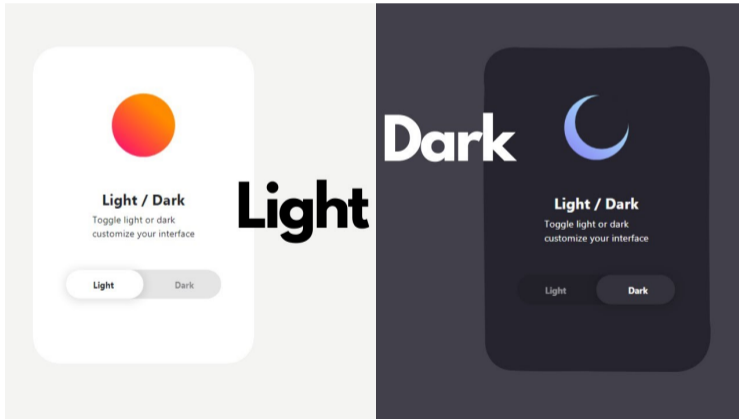 Light / Dark
Toggle light or dark
customize your interface
Light Dark
Light
Dark
Light / Dark
Toggle light or dark
customize your interface
Light Dark